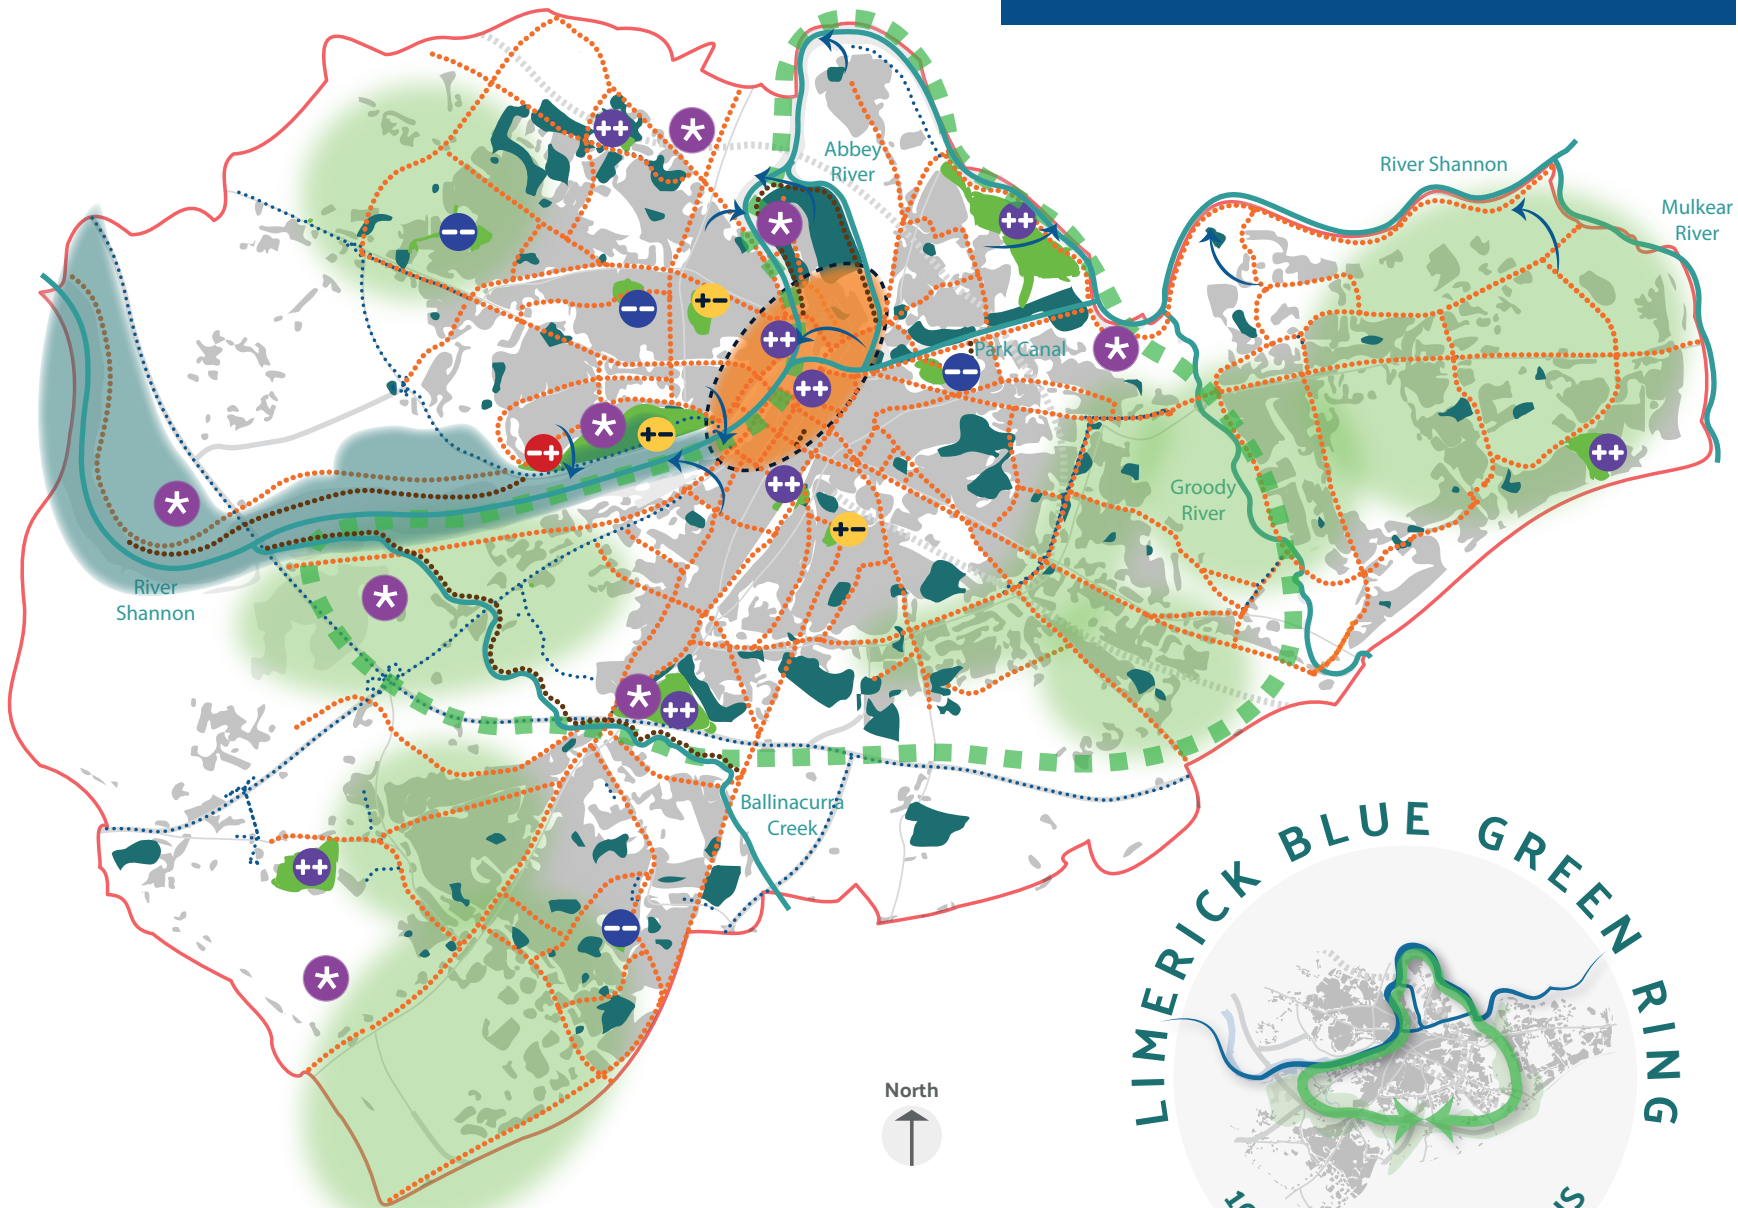 Abbey
River
River Shannon
Mulkear
River
Park Canal
Groody
River
River
Shannon
Ballinacurra
Creek
North
LIMERICK BLUE GREEN RING